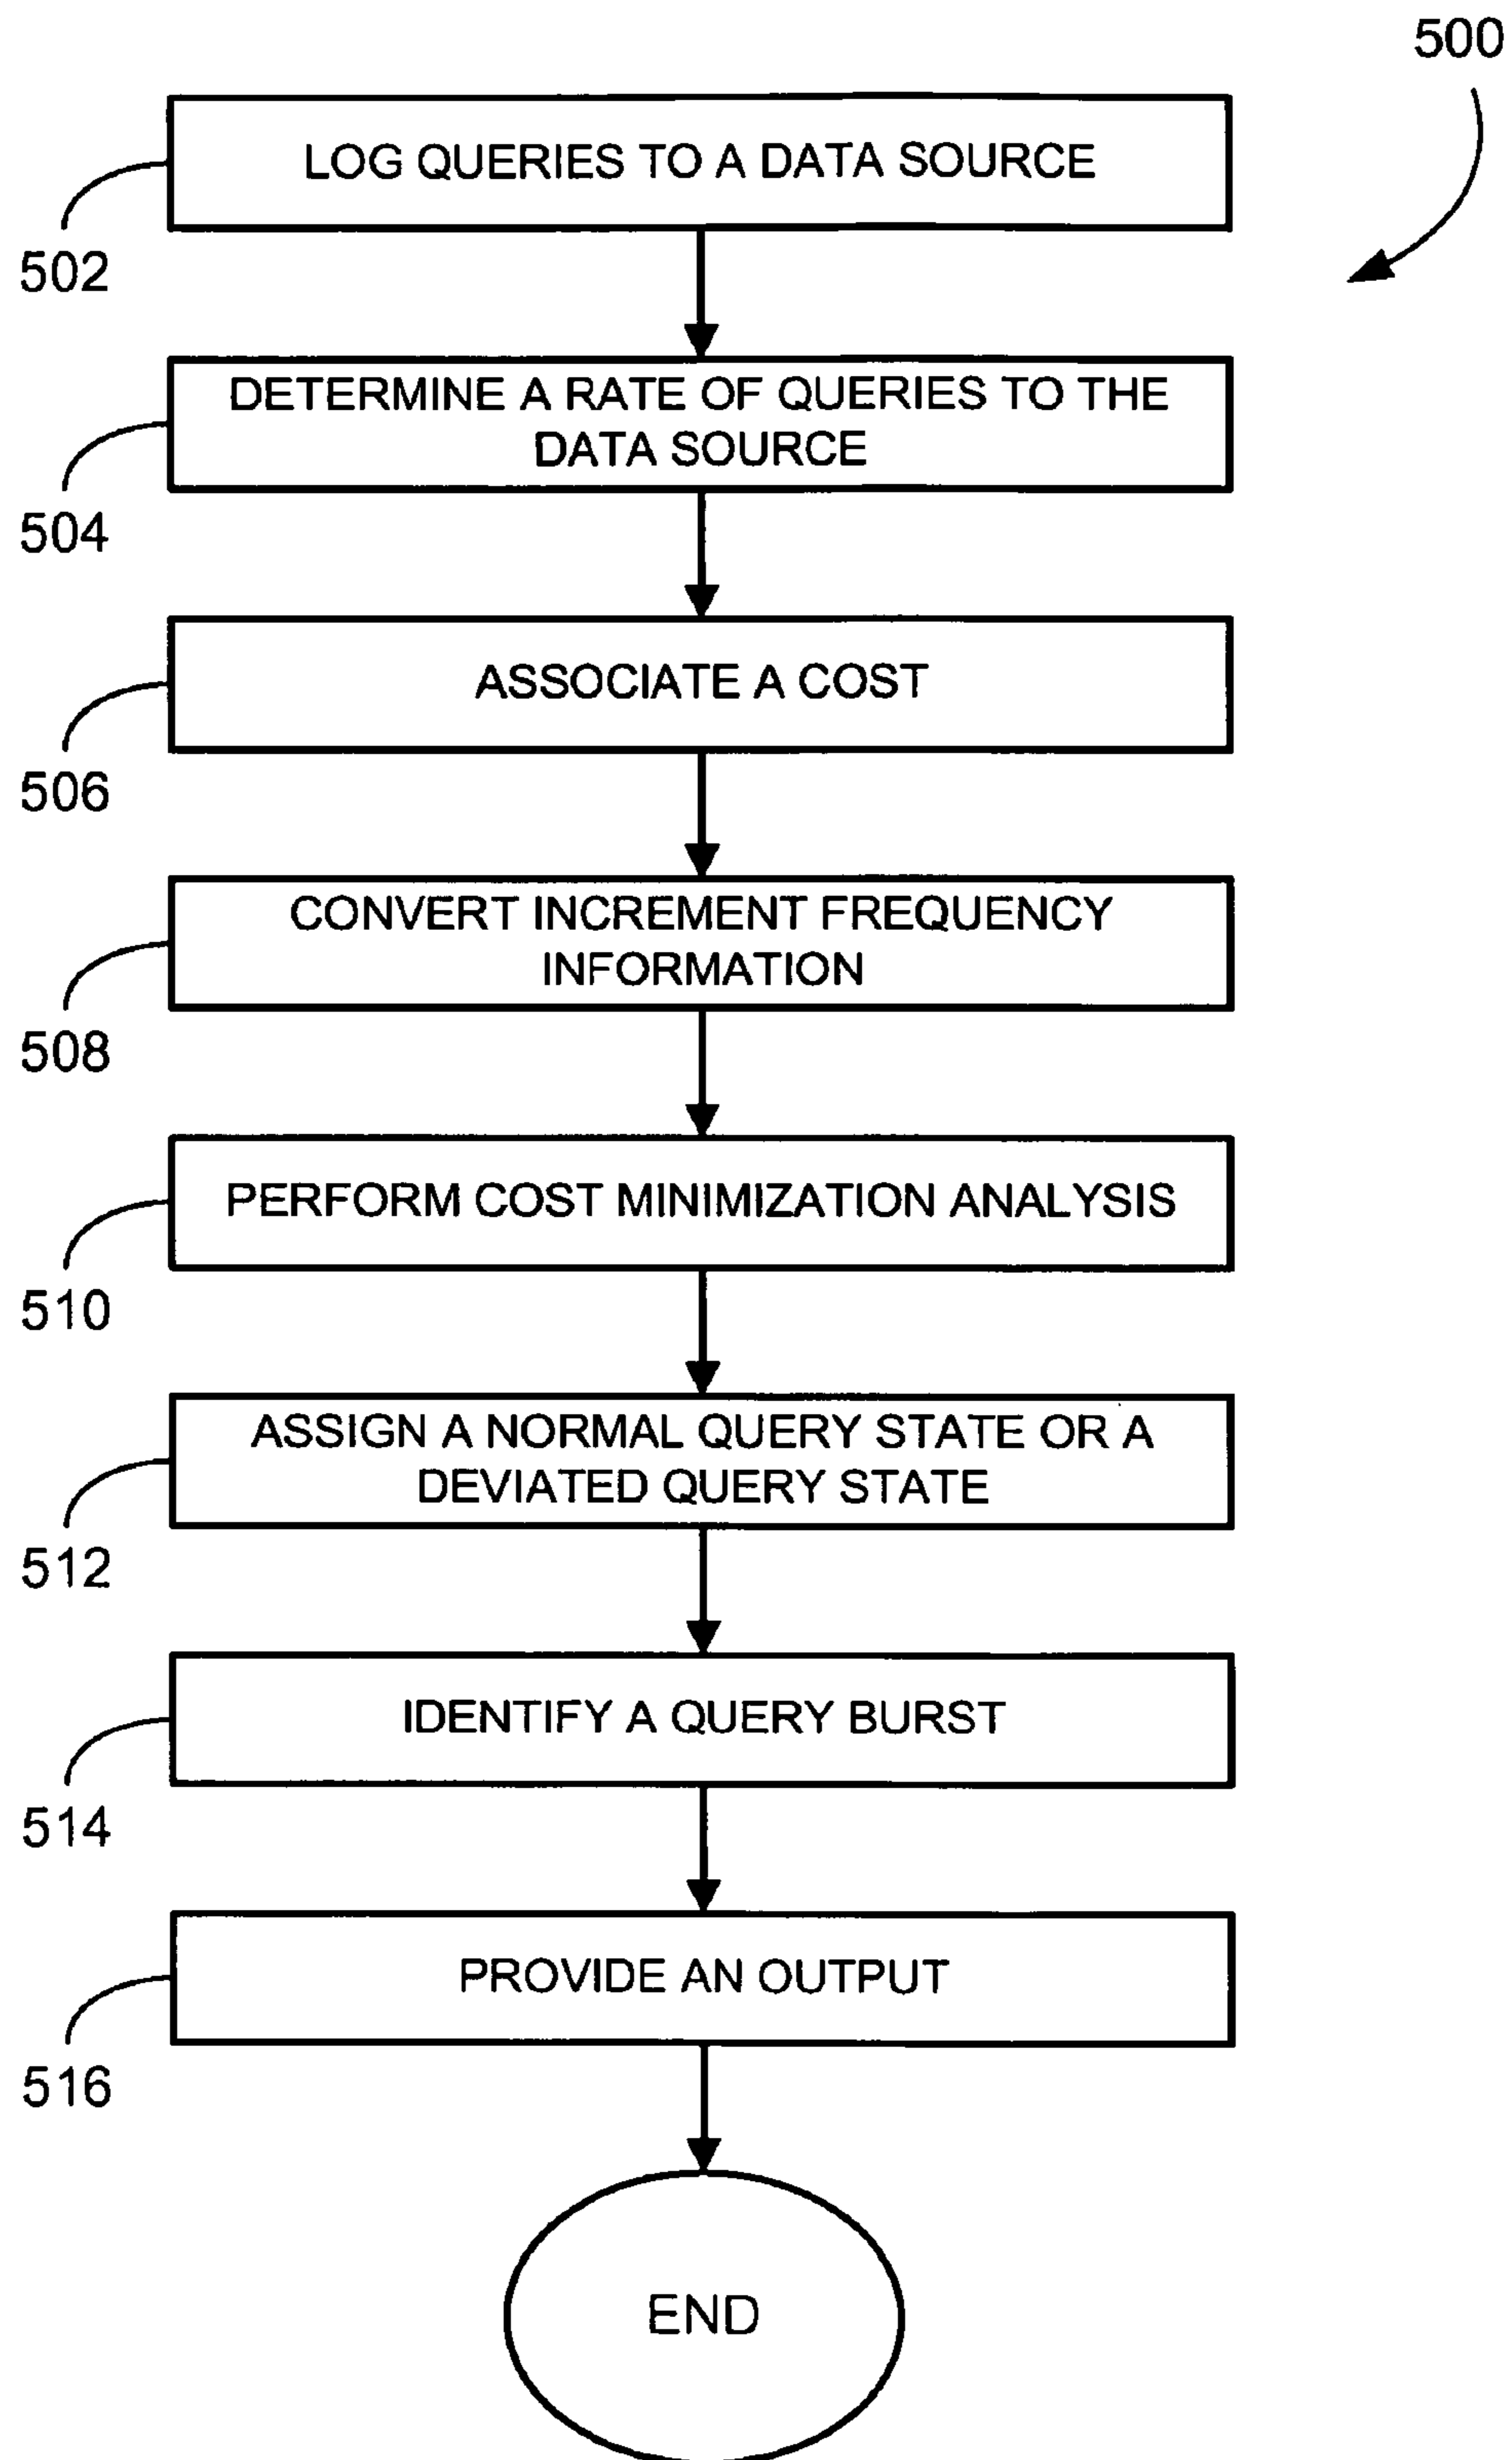 500
LOG QUERIES TO A DATA SOURCE
502
DETERMINE A RATE OF QUERIES TO THE
DATA SOURCE
504
ASSOCIATE A COST
506
CONVERT INCREMENT FREQUENCY
INFORMATION
508
PERFORM COST MINIMIZATION ANALYSIS
510
ASSIGN A NORMAL QUERY STATE OR A
DEVIATED QUERY STATE
512
IDENTIFY A QUERY BURST
514
PROVIDE AN OUTPUT
516
END